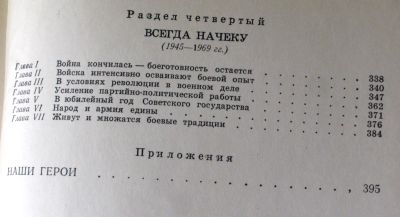 Раздел четвертый
ВСЕГДА НАЧЕКУ
(1945—1969 гг.)
Глава I Война кончилась — боеготовность остается 338
Глава II Войска интенсивно осваивают боевой опыт 340
Глава III В условиях революции в военном деле 347
Глава IV Усиление партийно-политической работы 362
Глава V В юбилейный год Советского государства 371
Глава VI Народ и армия едины 376
Глава VII Живут и множатся боевые традиции 384
Приложения
НАШИ ГЕРОИ 395